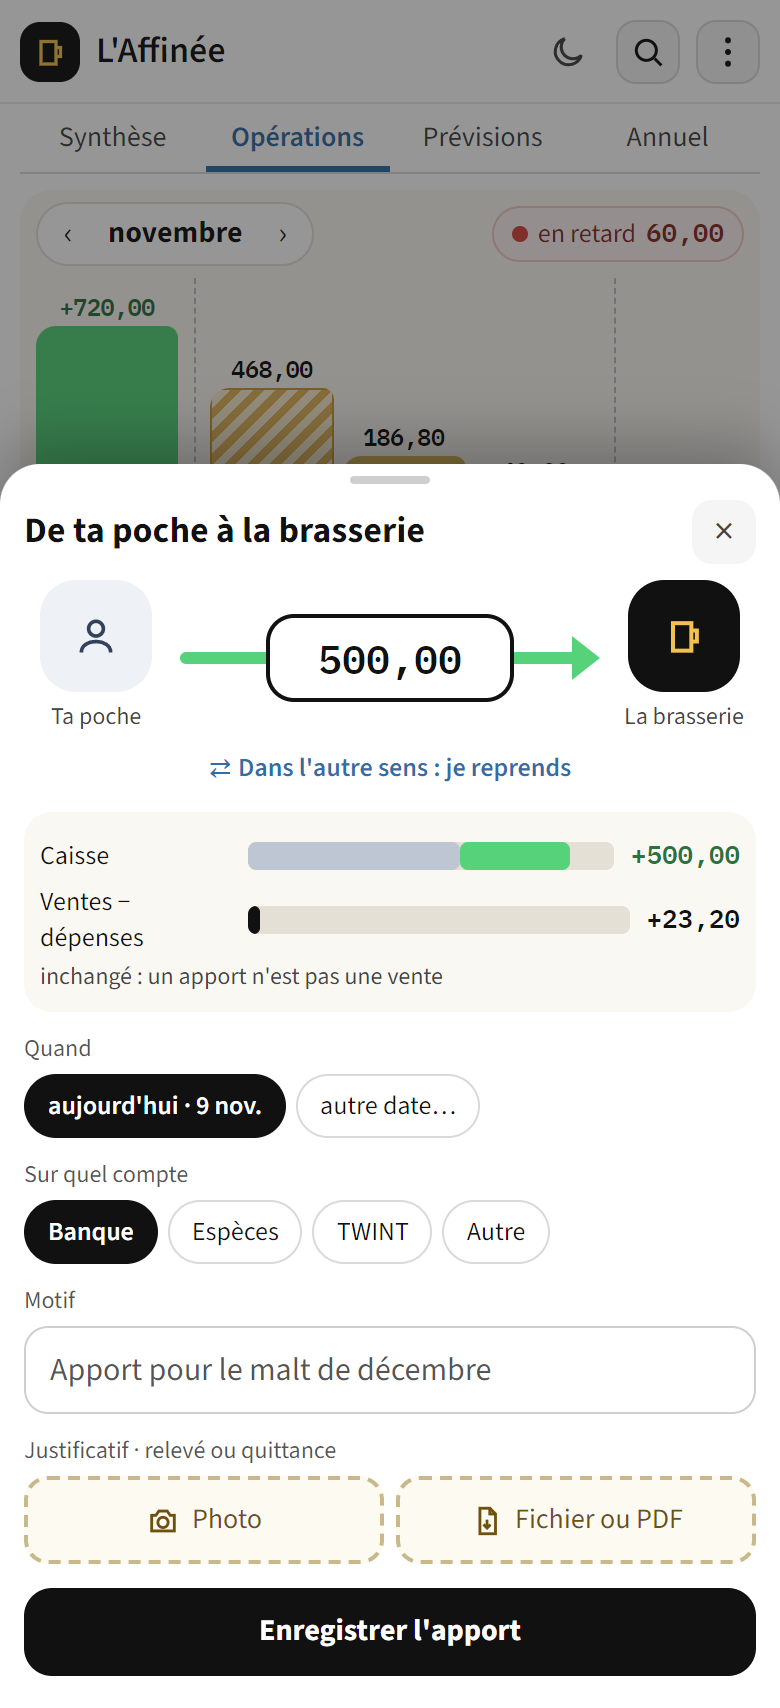 L'Affinée
Synthèse Opérations Prévisions Annuel
‹ novembre › en retard 60,00
+720,00
468,00
186,80
De ta poche à la brasserie ×
500,00
Ta poche La brasserie
⇄ Dans l'autre sens : je reprends
Caisse +500,00
Ventes −
dépenses +23,20
inchangé : un apport n'est pas une vente
Quand
aujourd'hui · 9 nov. autre date…
Sur quel compte
Banque Espèces TWINT Autre
Motif
Apport pour le malt de décembre
Justificatif · relevé ou quittance
Photo Fichier ou PDF
Enregistrer l'apport